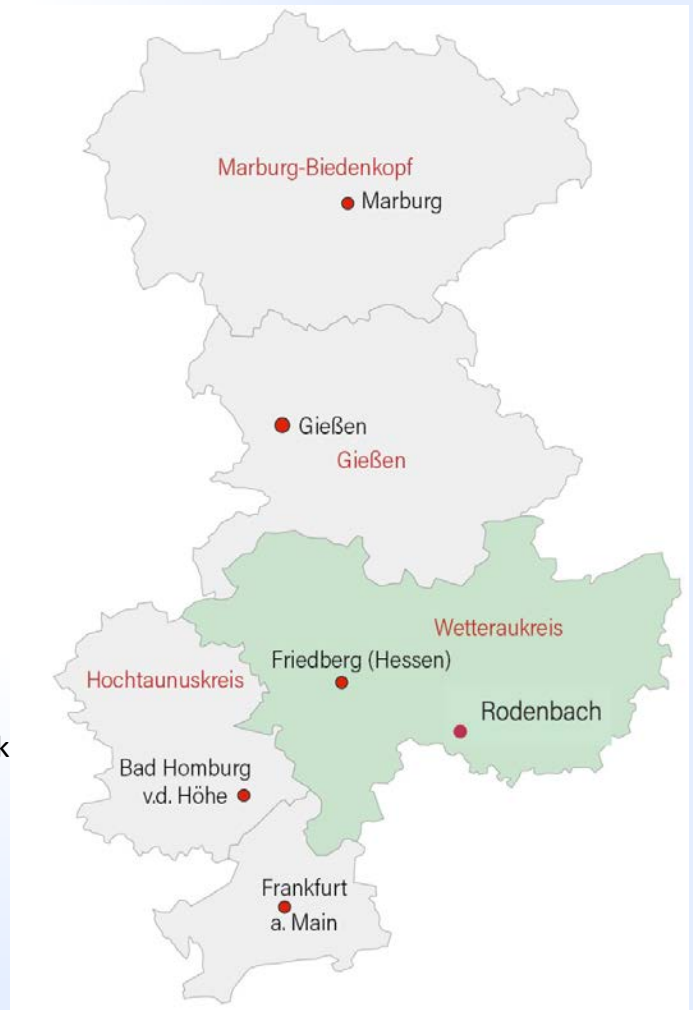 Marburg-Biedenkopf
Marburg
Gießen
Gießen
Wetteraukreis
Friedberg (Hessen)
Hochtaunuskreis
Rodenbach
k
Bad Homburg
v.d. Höhe
Frankfurt
a. Main